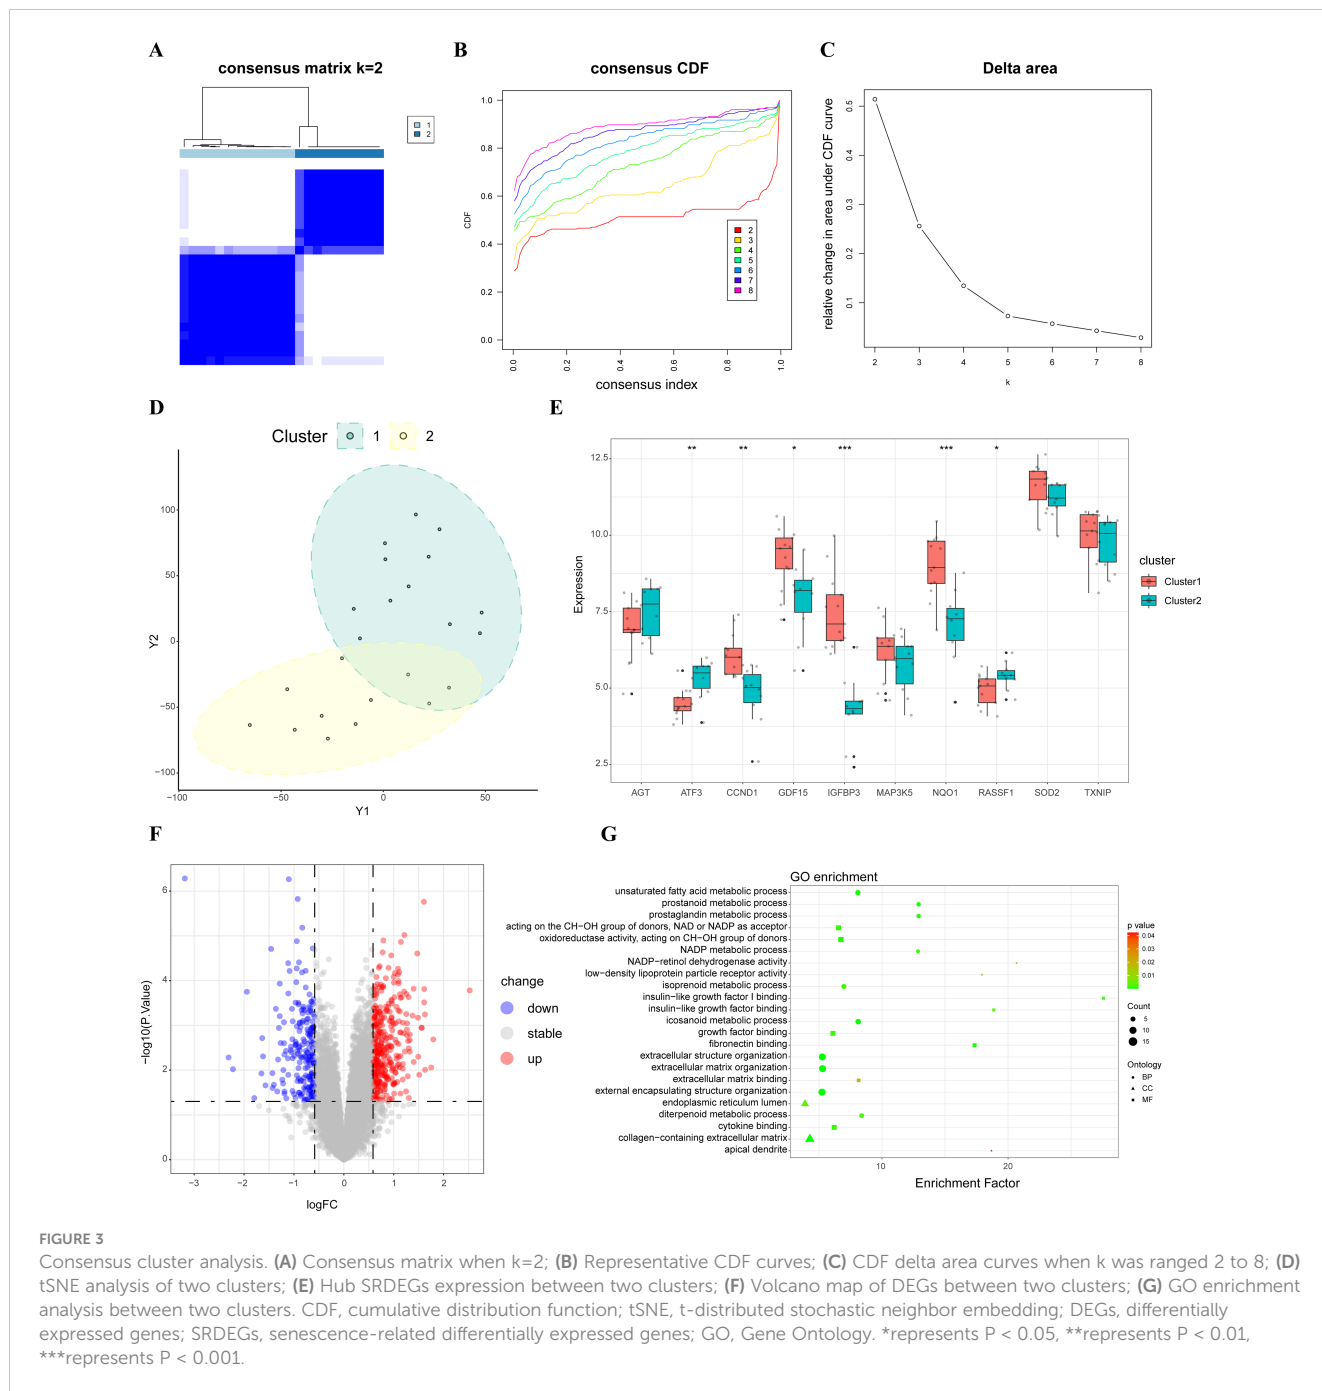 A
consensus matrix k=2
1
2
B
consensus CDF
CDF
1.0
0.8
0.6
0.4
0.2
0.0
0.0
0.2
0.4
0.6
0.8
1.0
consensus index
2
3
4
5
6
7
8
C
Delta area
relative change in area under CDF curve
0.5
0.4
0.3
0.2
0.1
2
3
4
5
6
7
8
k
D
Cluster
1
2
Y2
100
50
0
−50
−100
−100
−50
0
50
Y1
E
Expression
12.5
10.0
7.5
5.0
2.5
**
**
*
***
***
*
AGT
ATF3
CCND1
GDF15
IGFBP3
MAP3K5
NQO1
RASSF1
SOD2
TXNIP
cluster
Cluster1
Cluster2
F
−log10(P.Value)
6
4
2
0
−3
−2
−1
0
1
2
logFC
change
down
stable
up
G
GO enrichment
unsaturated fatty acid metabolic process
prostanoid metabolic process
prostaglandin metabolic process
acting on the CH−OH group of donors, NAD or NADP as acceptor
oxidoreductase activity, acting on CH−OH group of donors
NADP metabolic process
NADP−retinol dehydrogenase activity
low−density lipoprotein particle receptor activity
isoprenoid metabolic process
insulin−like growth factor I binding
insulin−like growth factor binding
icosanoid metabolic process
growth factor binding
fibronectin binding
extracellular structure organization
extracellular matrix organization
extracellular matrix binding
external encapsulating structure organization
endoplasmic reticulum lumen
diterpenoid metabolic process
cytokine binding
collagen−containing extracellular matrix
apical dendrite
10
20
Enrichment Factor
p value
0.04
0.03
0.02
0.01
Count
5
10
15
Ontology
BP
CC
MF
FIGURE 3
Consensus cluster analysis. (A) Consensus matrix when k=2; (B) Representative CDF curves; (C) CDF delta area curves when k was ranged 2 to 8; (D)
tSNE analysis of two clusters; (E) Hub SRDEGs expression between two clusters; (F) Volcano map of DEGs between two clusters; (G) GO enrichment
analysis between two clusters. CDF, cumulative distribution function; tSNE, t-distributed stochastic neighbor embedding; DEGs, differentially
expressed genes; SRDEGs, senescence-related differentially expressed genes; GO, Gene Ontology. *represents P < 0.05, **represents P < 0.01,
***represents P < 0.001.